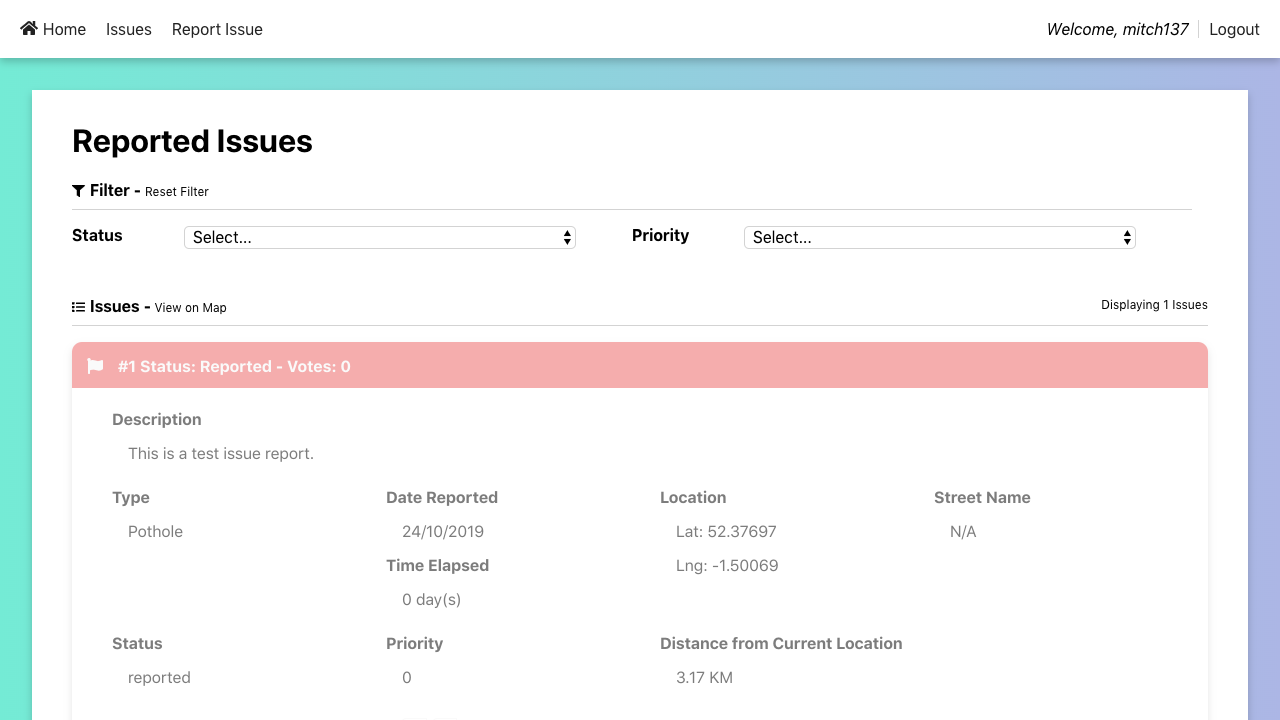 Home Issues Report Issue Welcome, mitch137 Logout
Reported Issues
Filter - Reset Filter
Status Select... Priority Select...
Issues - View on Map Displaying 1 Issues
#1 Status: Reported - Votes: 0
Description
This is a test issue report.
Type Date Reported Location Street Name
Pothole 24/10/2019 Lat: 52.37697 N/A
Time Elapsed Lng: -1.50069
0 day(s)
Status Priority Distance from Current Location
reported 0 3.17 KM